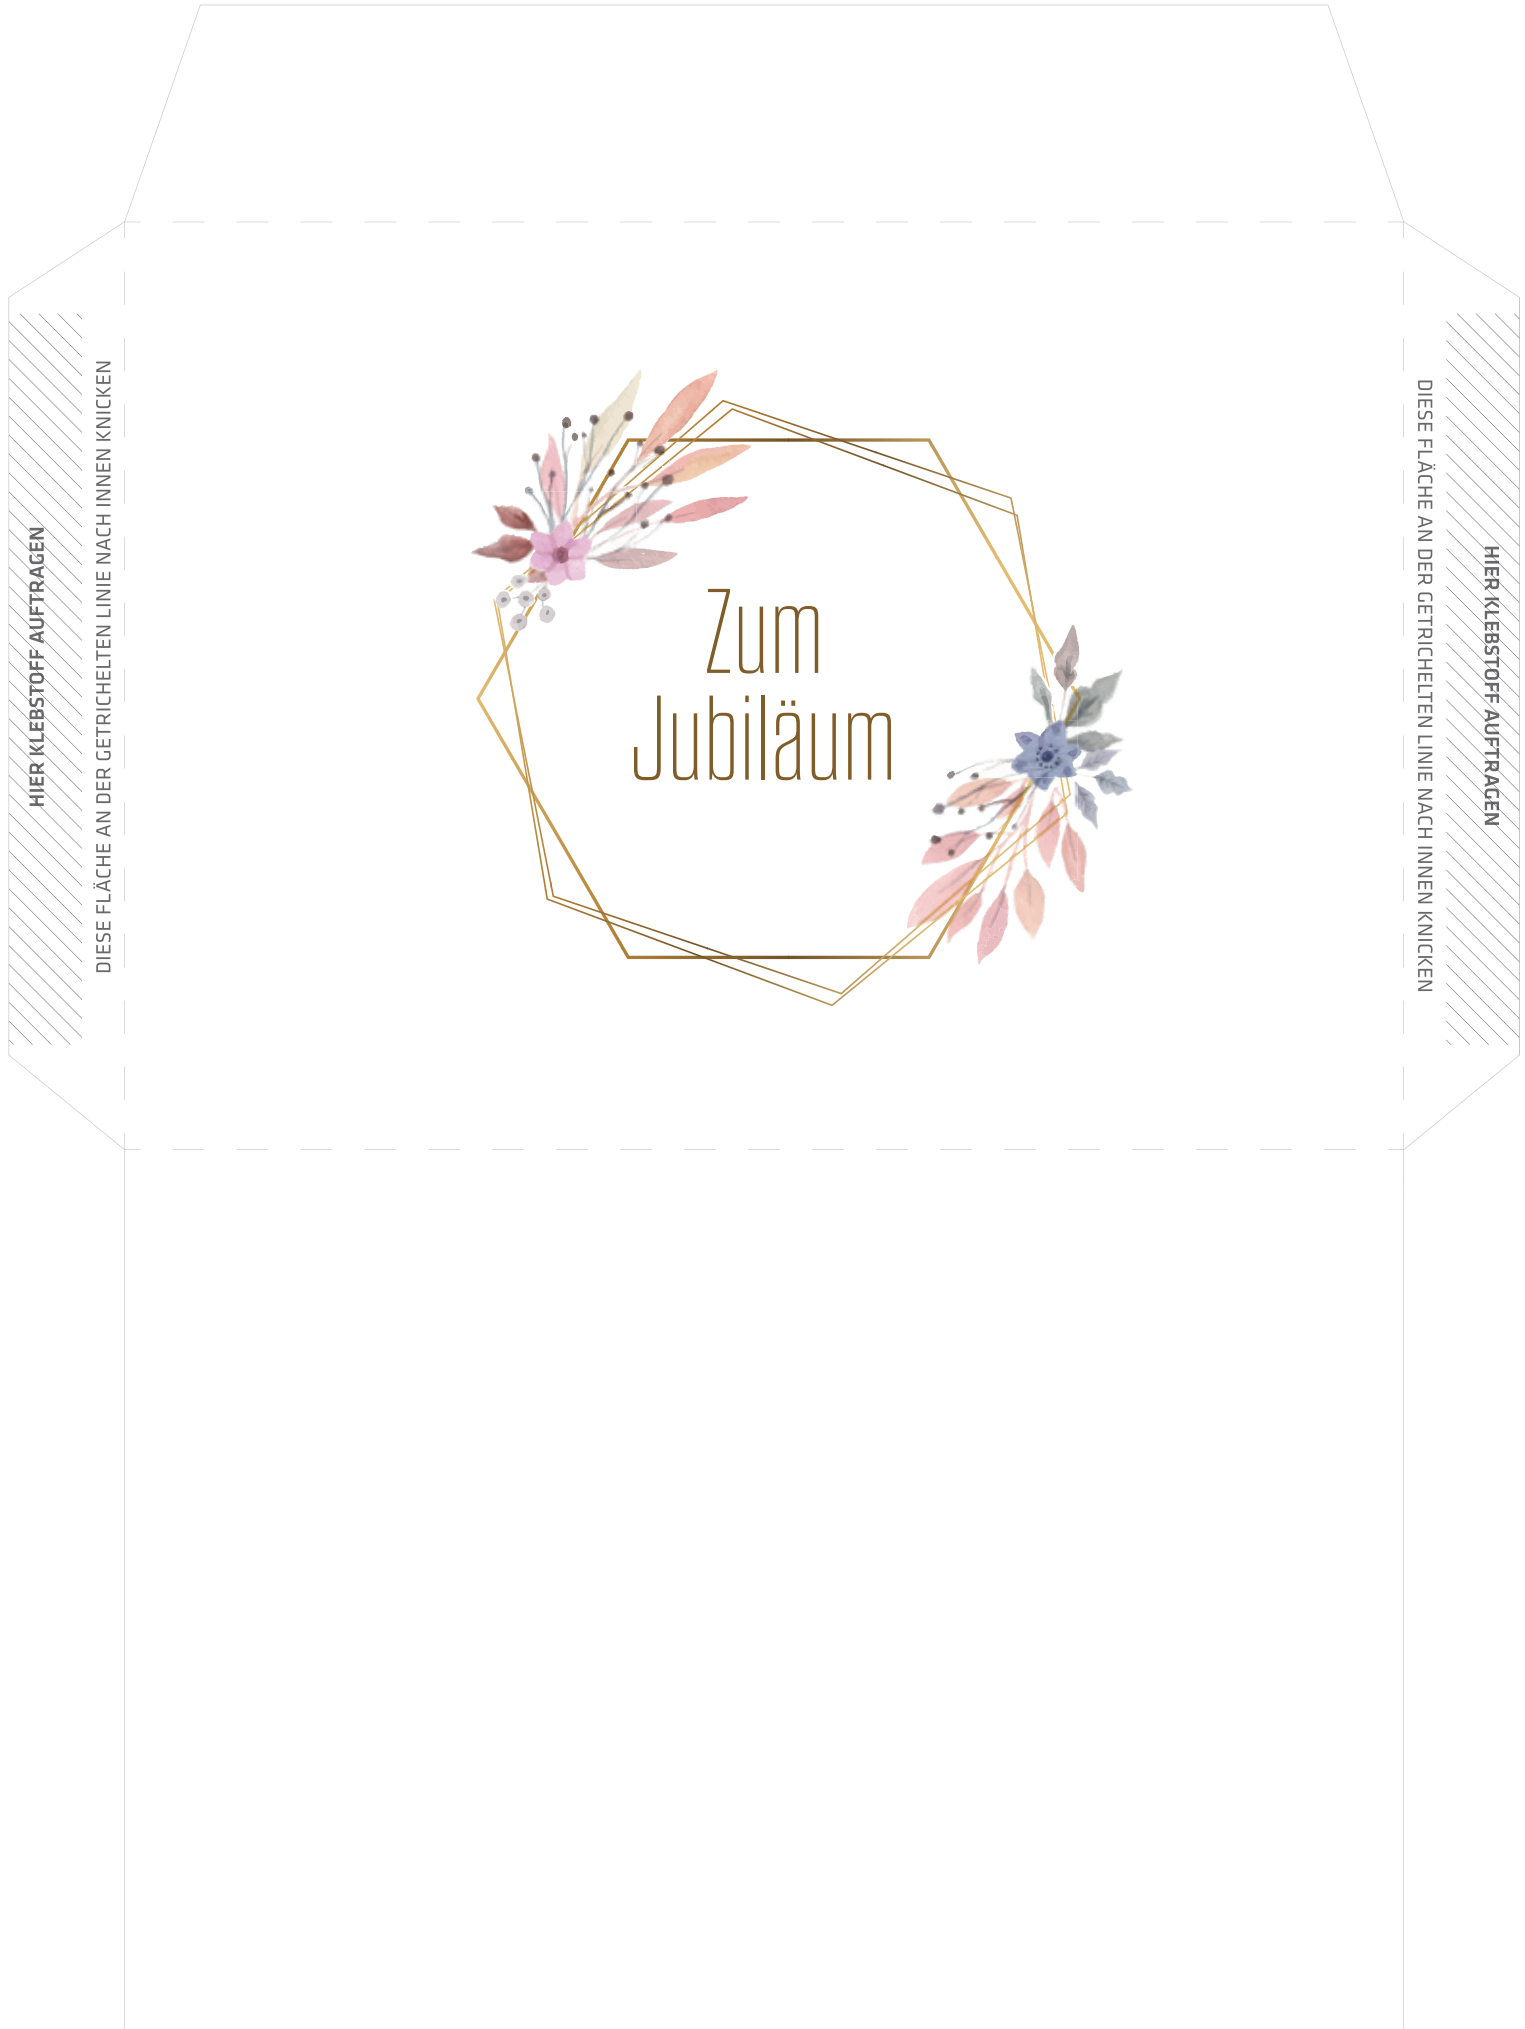 HIER KLEBSTOFF AUFTRAGEN
DIESE FLÄCHE AN DER GETRICHELTEN LINIE NACH INNEN KNICKEN
Zum
Jubiläum
DIESE FLÄCHE AN DER GETRICHELTEN LINIE NACH INNEN KNICKEN
HIER KLEBSTOFF AUFTRAGEN